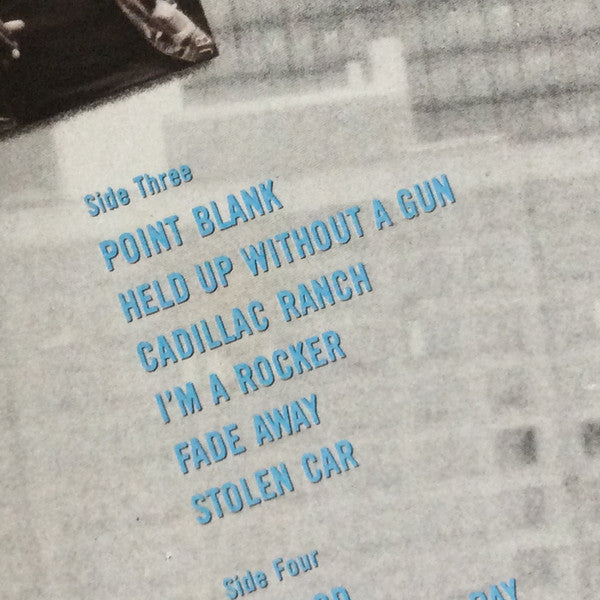 Side Three
POINT BLANK
HELD UP WITHOUT A GUN
CADILLAC RANCH
I'M A ROCKER
FADE AWAY
STOLEN CAR
Side Four